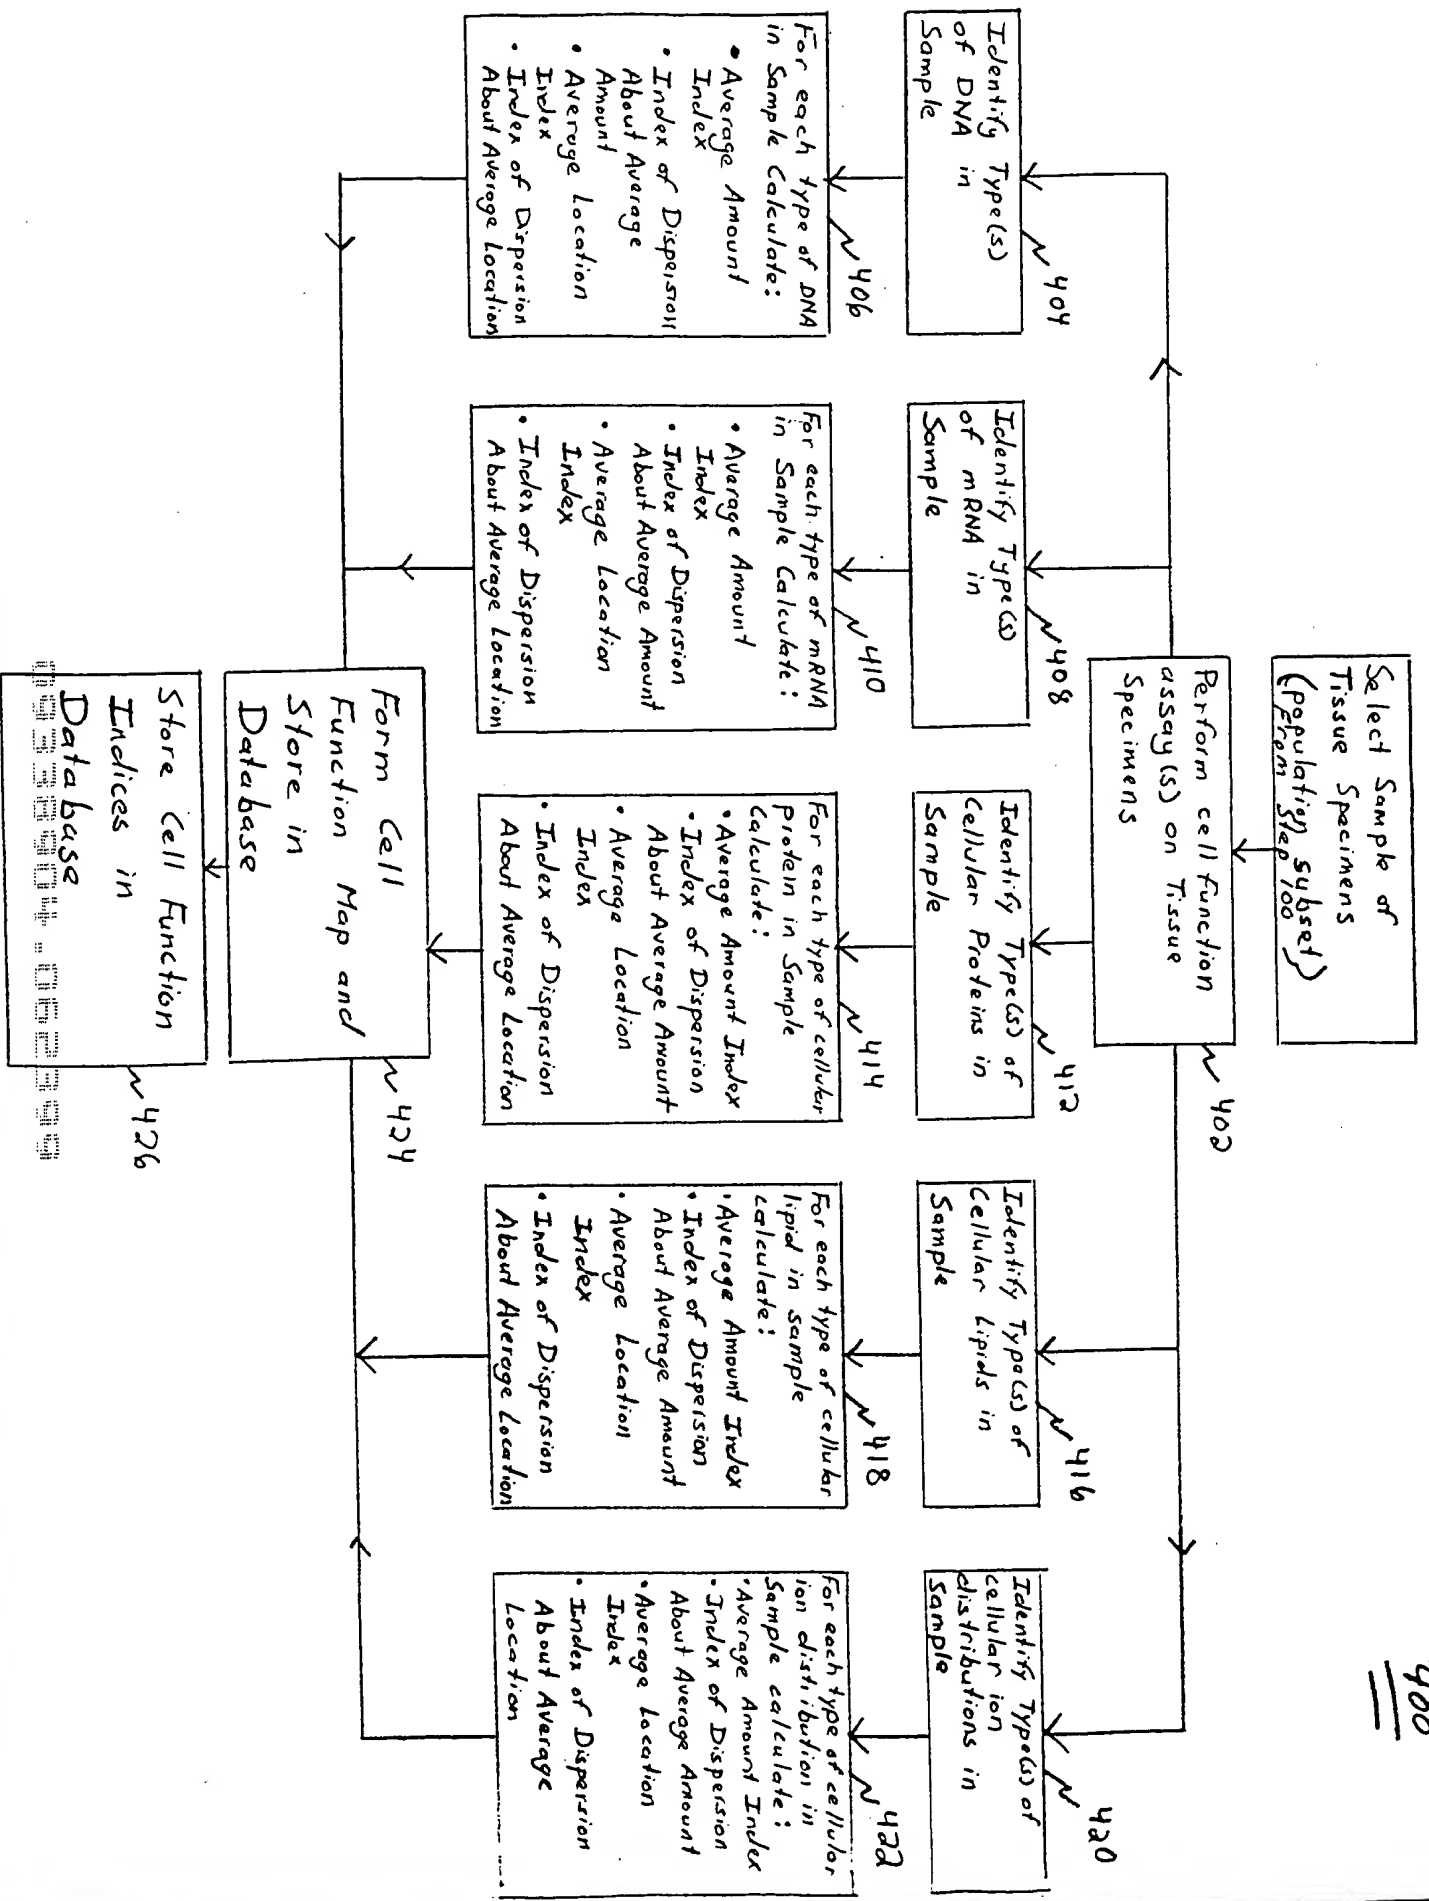 400
Select Sample of
Tissue Specimens
(population subset)
from Step 100
Perform cell function
assay(s) on Tissue
Specimens
402
Identify Type(s)
of DNA in
Sample
404
Identify Type(s)
of mRNA in
Sample
408
Identify Type(s) of
Cellular Proteins in
Sample
412
Identify Type(s) of
Cellular Lipids in
Sample
416
Identify Type(s) of
cellular ion
distributions in
Sample
420
For each type of DNA
in Sample Calculate:
• Average Amount
Index
• Index of Dispersion
About Average
Amount
• Average Location
Index
• Index of Dispersion
About Average Location
406
For each type of mRNA
in Sample Calculate:
• Average Amount
Index
• Index of Dispersion
About Average Amount
• Average Location
Index
• Index of Dispersion
About Average Location
410
For each type of cellular
protein in Sample
Calculate:
• Average Amount Index
• Index of Dispersion
About Average Amount
• Average Location
Index
• Index of Dispersion
About Average Location
414
For each type of cellular
lipid in sample
calculate:
• Average Amount Index
• Index of Dispersion
About Average Amount
• Average Location
Index
• Index of Dispersion
About Average Location
418
For each type of cellular
ion distribution in
Sample calculate:
• Average Amount Index
• Index of Dispersion
About Average Amount
• Average Location
Index
• Index of Dispersion
About Average
Location
422
Form Cell
Function Map and
Store in
Database
424
Store Cell Function
Indices in
Database
426
09338904.062399